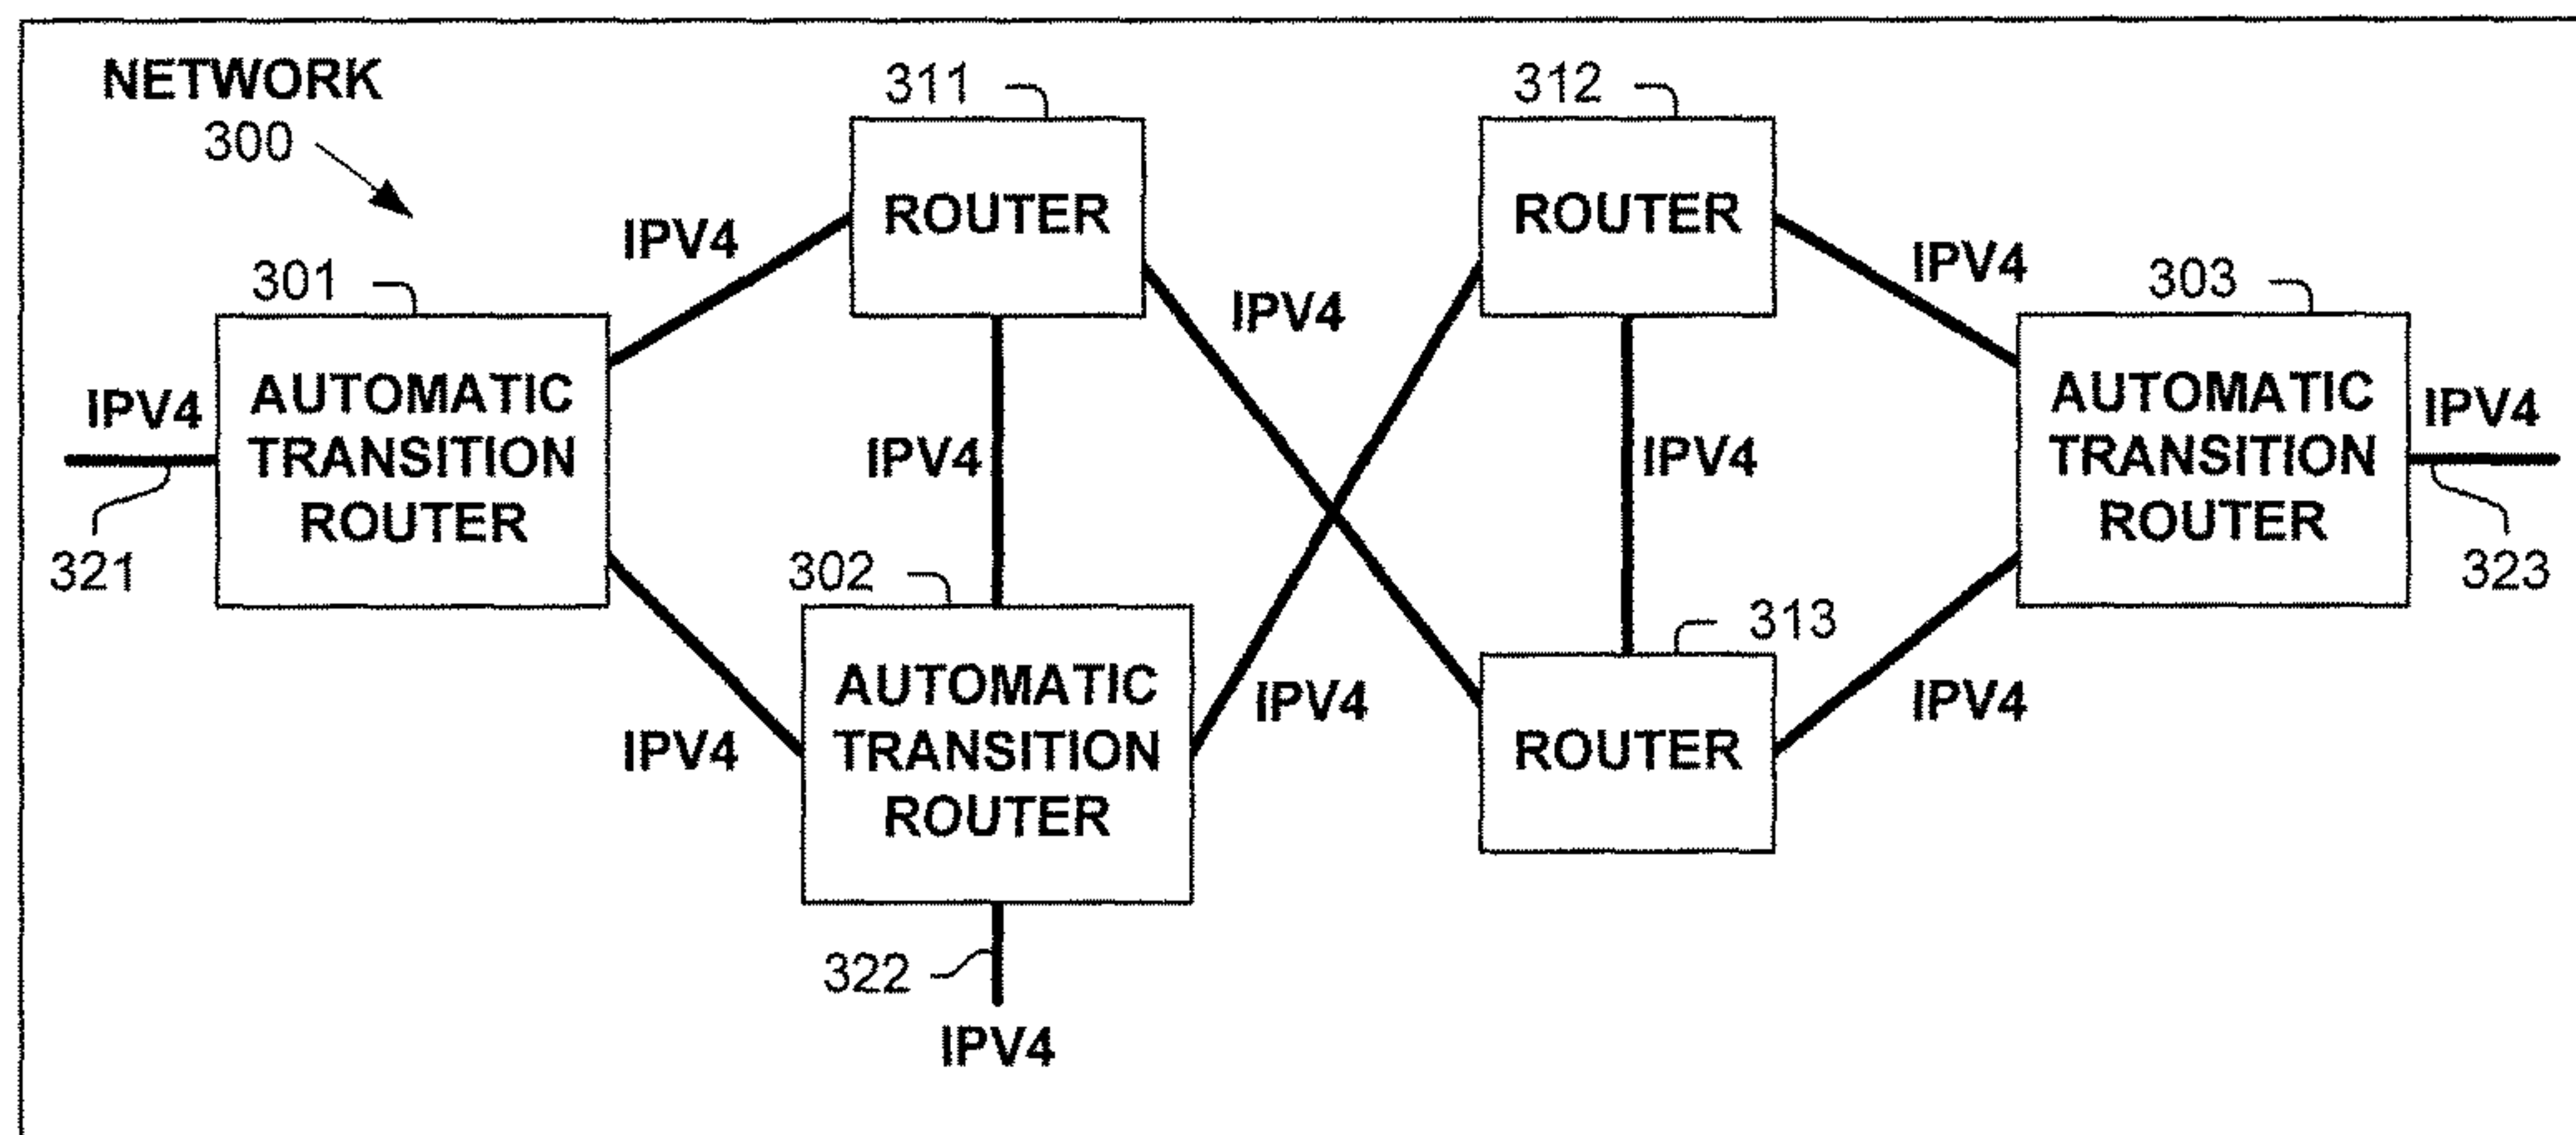 NETWORK
300
311
312
ROUTER
ROUTER
IPV4
IPV4
301
303
IPV4
IPV4
AUTOMATIC
TRANSITION
ROUTER
IPV4
IPV4
AUTOMATIC
TRANSITION
ROUTER
IPV4
IPV4
321
302
323
313
AUTOMATIC
TRANSITION
ROUTER
IPV4
IPV4
IPV4
ROUTER
322
IPV4